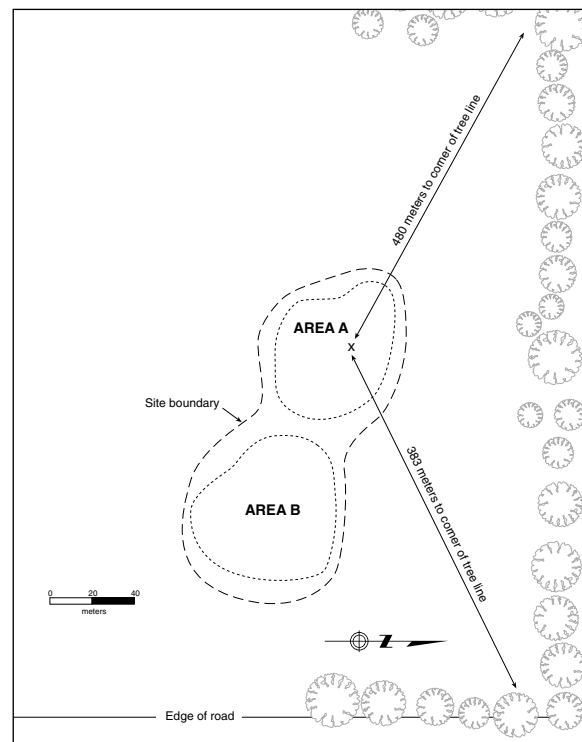 480 meters to corner of tree line
AREA A
x
Site boundary
383 meters to corner of tree line
AREA B
0 20 40
meters
N
Edge of road